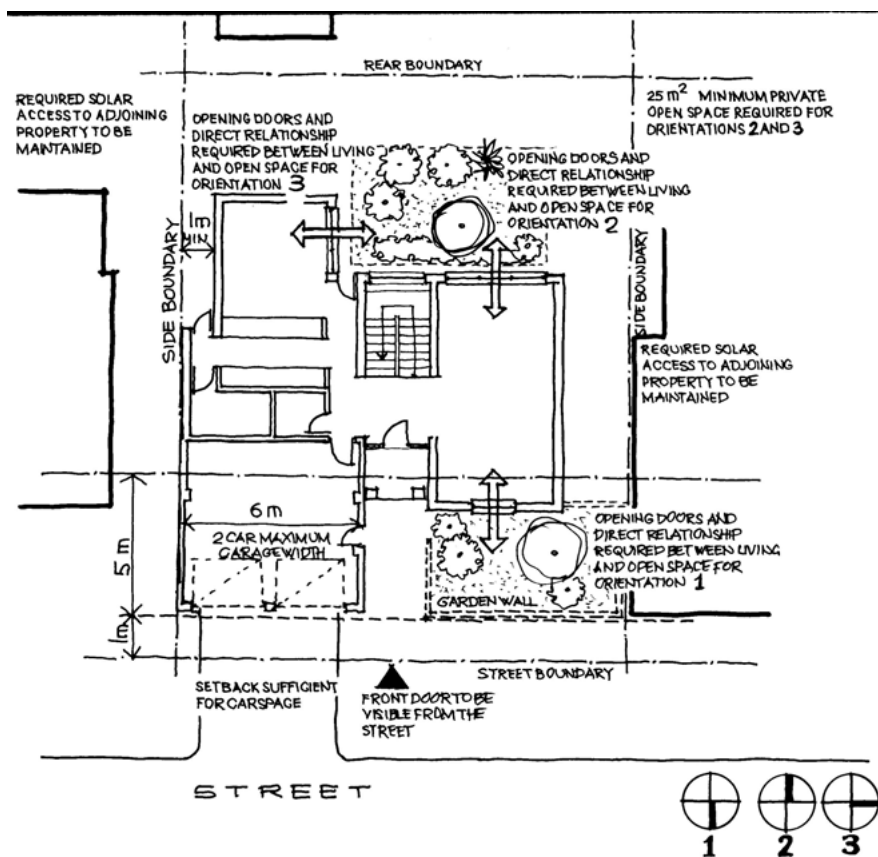 REAR BOUNDARY
REQUIRED SOLAR
ACCESS TO ADJOINING
PROPERTY TO BE
MAINTAINED
OPENING DOORS AND
DIRECT RELATIONSHIP
REQUIRED BETWEEN LIVING
AND OPEN SPACE FOR
ORIENTATION 3
25m² MINIMUM PRIVATE
OPEN SPACE REQUIRED FOR
ORIENTATIONS 2 AND 3
OPENING DOORS AND
DIRECT RELATIONSHIP
REQUIRED BETWEEN LIVING
AND OPEN SPACE FOR
ORIENTATION 2
1m
MIN
SIDE BOUNDARY
SIDE BOUNDARY
REQUIRED SOLAR
ACCESS TO ADJOINING
PROPERTY TO BE
MAINTAINED
6m
2 CAR MAXIMUM
GARAGE WIDTH
5m
OPENING DOORS AND
DIRECT RELATIONSHIP
REQUIRED BETWEEN LIVING
AND OPEN SPACE FOR
ORIENTATION 1
GARDEN WALL
1m
STREET BOUNDARY
SETBACK SUFFICIENT
FOR CARSPACE
FRONT DOOR TO BE
VISIBLE FROM THE
STREET
STREET
1 2 3